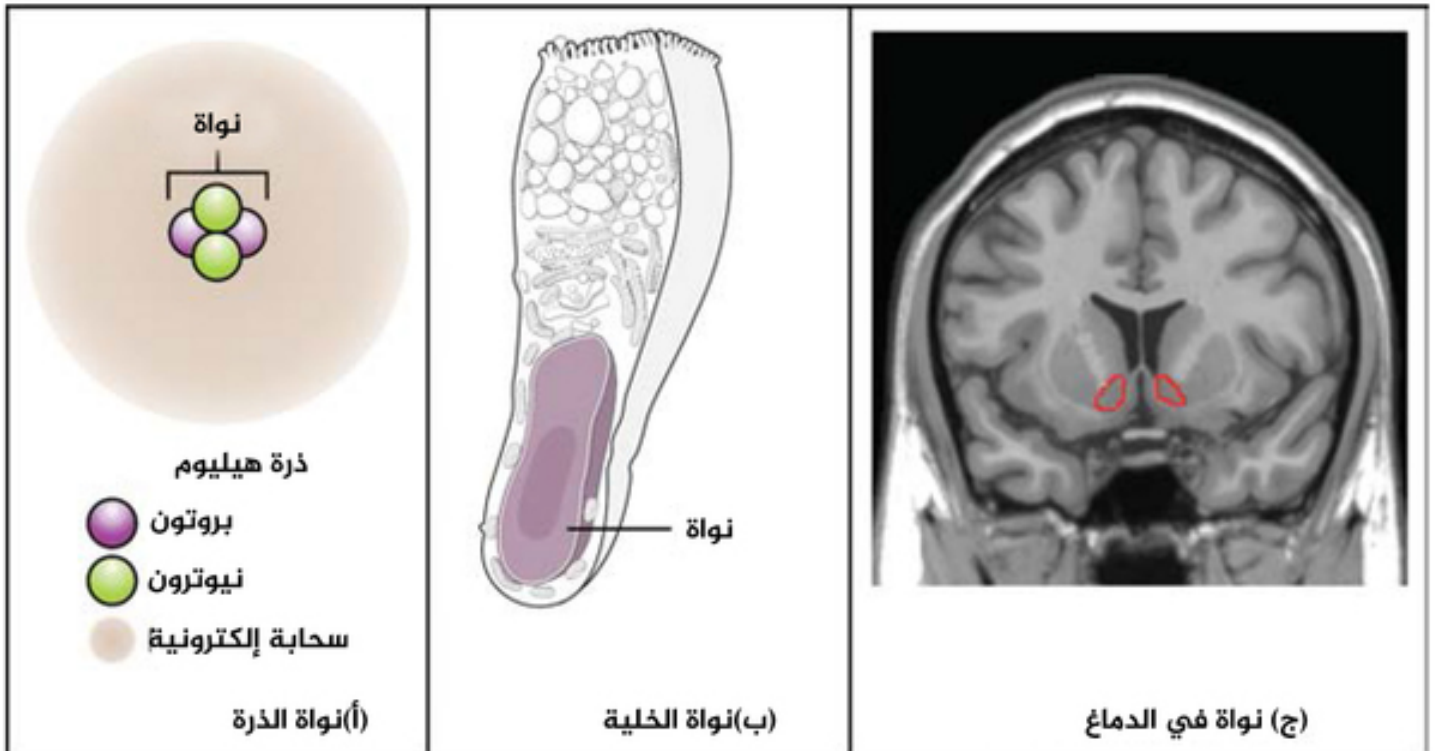 نواة
ذرة هيليوم
بروتون
نيوترون
سحابة إلكترونية
(أ)نواة الذرة
نواة
(ب)نواة الخلية
(ج) نواة في الدماغ